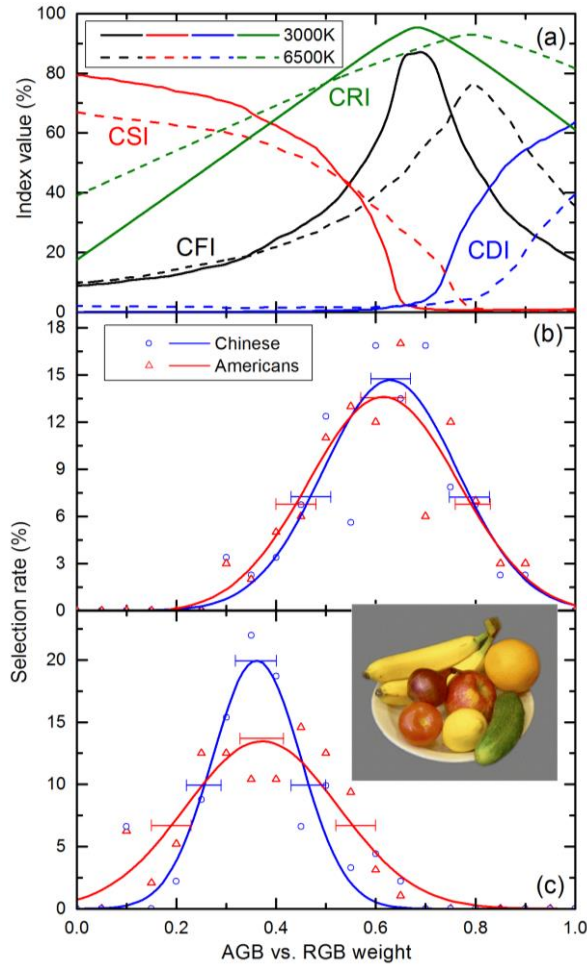 100
80
60
40
20
0
Index value (%)
3000K
6500K
(a)
CRI
CSI
CFI
CDI
18
15
12
9
6
3
0
Chinese
Americans
(b)
Selection rate (%)
20
15
10
5
0
(c)
0.0 0.2 0.4 0.6 0.8 1.0
AGB vs. RGB weight